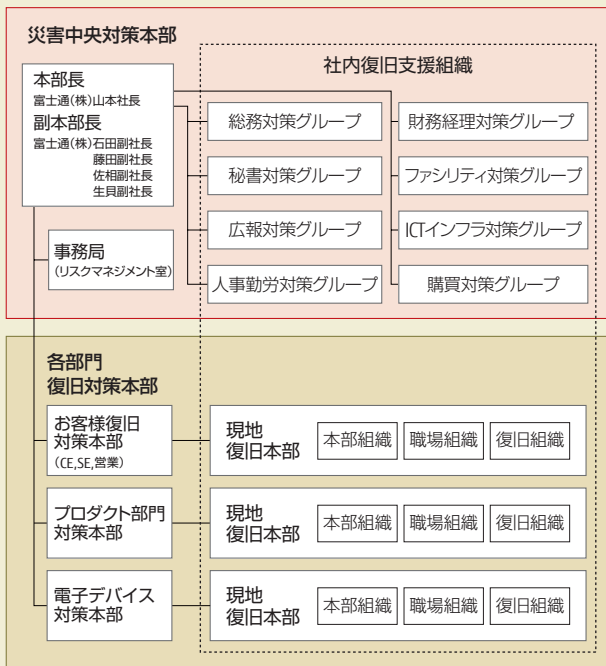 災害中央対策本部
本部長
富士通(株)山本社長
副本部長
富士通(株)石田副社長
藤田副社長
佐相副社長
生貝副社長
事務局
(リスクマネジメント室)
社内復旧支援組織
総務対策グループ
財務経理対策グループ
秘書対策グループ
ファシリティ対策グループ
広報対策グループ
ICTインフラ対策グループ
人事勤労対策グループ
購買対策グループ
各部門
復旧対策本部
お客様復旧
対策本部
(CE,SE,営業)
現地
復旧本部
本部組織
職場組織
復旧組織
プロダクト部門
対策本部
現地
復旧本部
本部組織
職場組織
復旧組織
電子デバイス
対策本部
現地
復旧本部
本部組織
職場組織
復旧組織